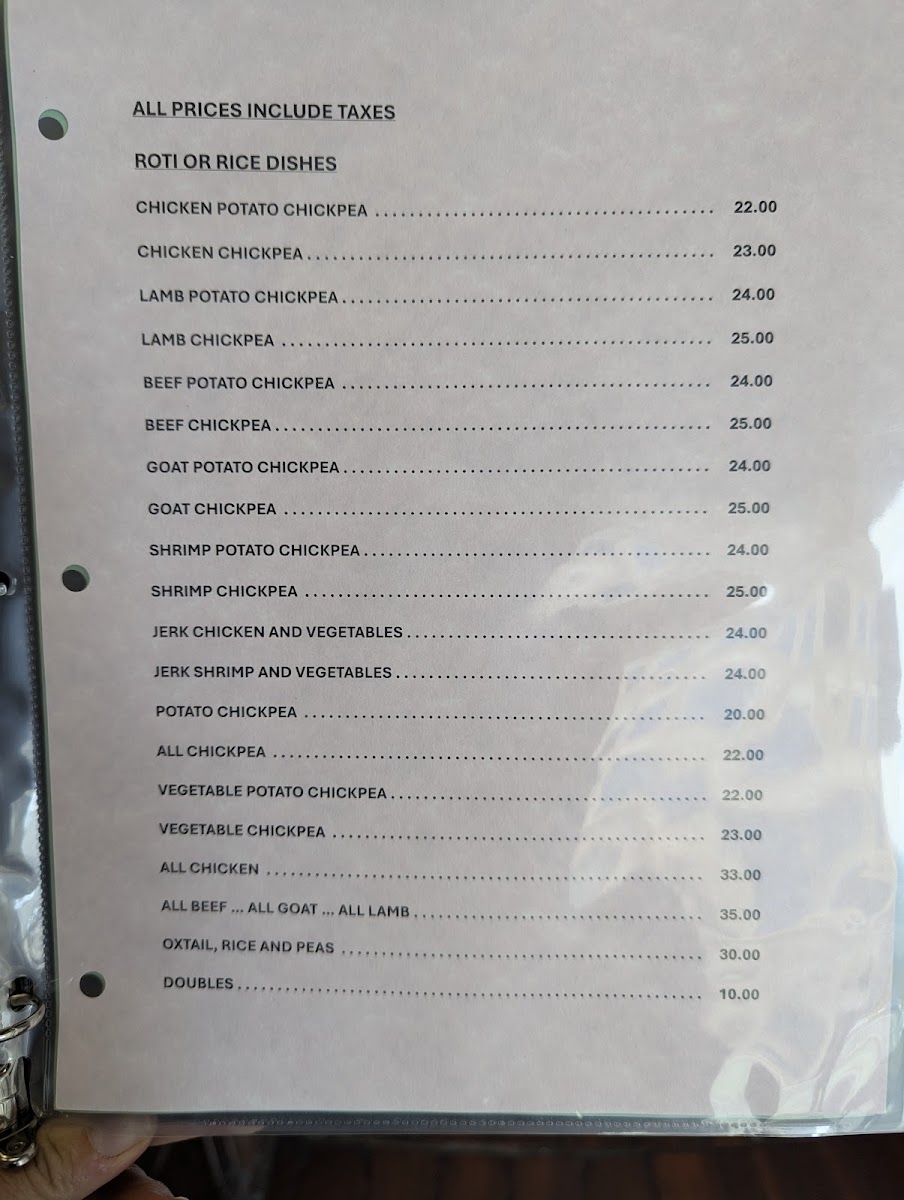 ALL PRICES INCLUDE TAXES
ROTI OR RICE DISHES
CHICKEN POTATO CHICKPEA ........................................ 22.00
CHICKEN CHICKPEA ................................................ 23.00
LAMB POTATO CHICKPEA ............................................ 24.00
LAMB CHICKPEA ................................................... 25.00
BEEF POTATO CHICKPEA ............................................ 24.00
BEEF CHICKPEA ................................................... 25.00
GOAT POTATO CHICKPEA ............................................ 24.00
GOAT CHICKPEA ................................................... 25.00
SHRIMP POTATO CHICKPEA .......................................... 24.00
SHRIMP CHICKPEA ................................................. 25.00
JERK CHICKEN AND VEGETABLES ..................................... 24.00
JERK SHRIMP AND VEGETABLES ...................................... 24.00
POTATO CHICKPEA ................................................. 20.00
ALL CHICKPEA .................................................... 22.00
VEGETABLE POTATO CHICKPEA ....................................... 22.00
VEGETABLE CHICKPEA .............................................. 23.00
ALL CHICKEN ..................................................... 33.00
ALL BEEF ... ALL GOAT ... ALL LAMB .............................. 35.00
OXTAIL, RICE AND PEAS ........................................... 30.00
DOUBLES ......................................................... 10.00